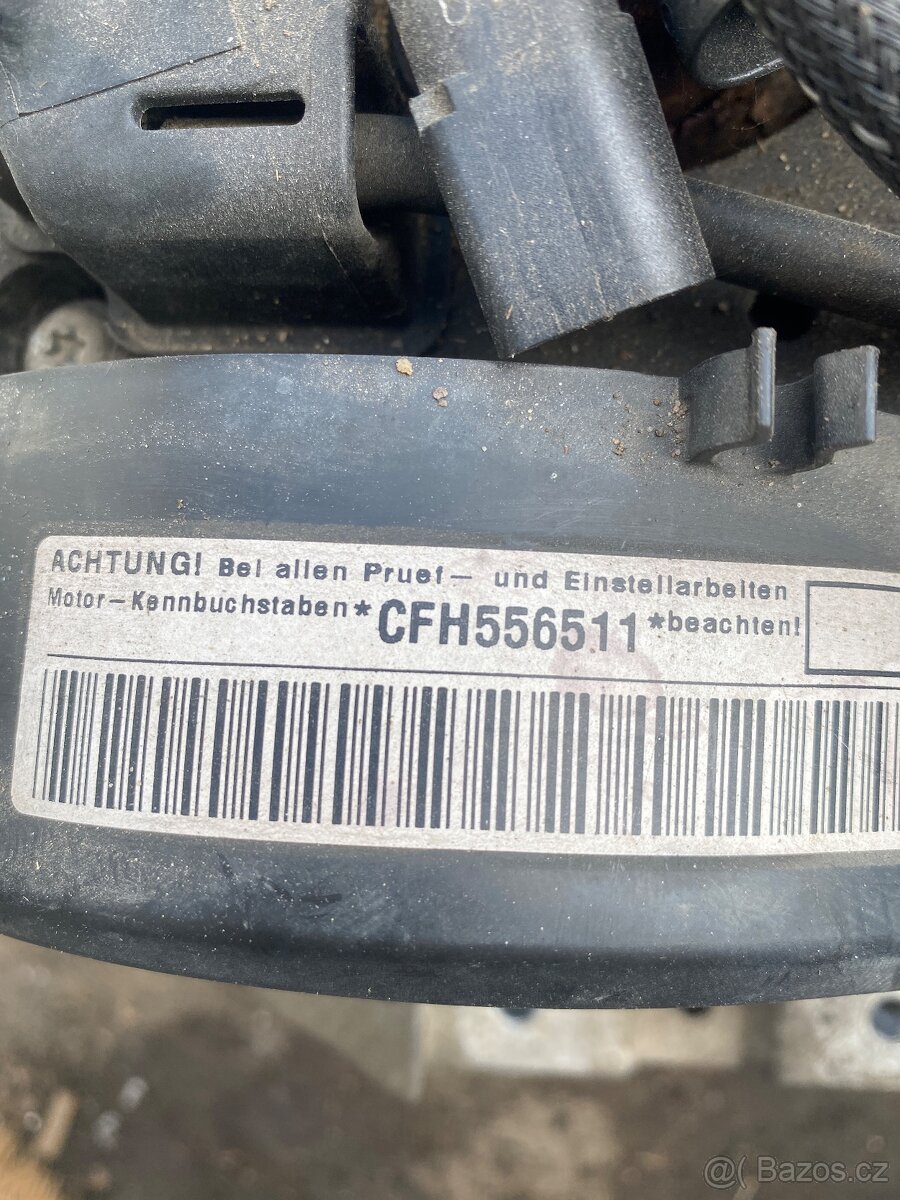 ACHTUNG! Bei allen Pruef- und Einstellarbeiten
Motor-Kennbuchstaben *CFH556511* beachten!
@( Bazos.cz